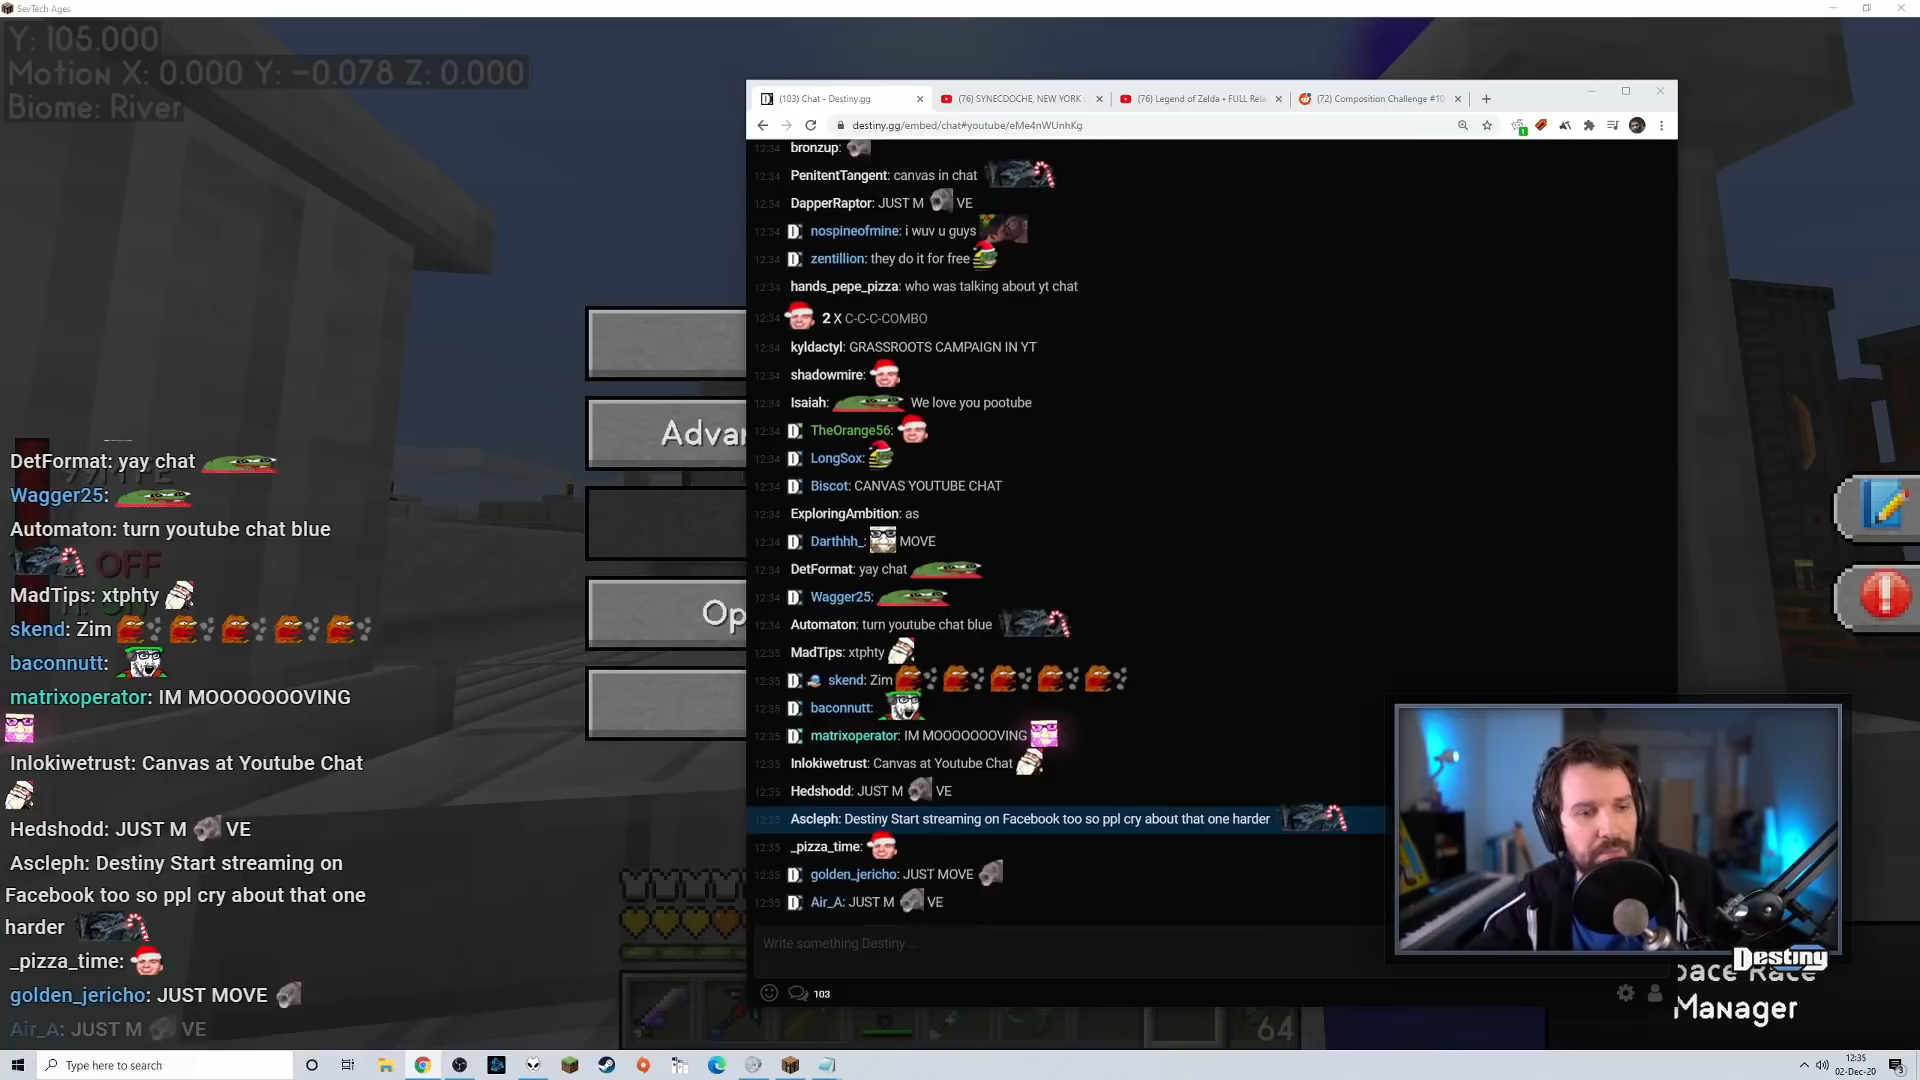 SevTech Ages
Y: 105.000
Motion X: 0.000 Y: -0.078 Z: 0.000
Biome: River
(103) Chat - Destiny.gg
(76) SYNECDOCHE, NEW YORK
(76) Legend of Zelda • FULL Rela
(72) Composition Challenge #10
destiny.gg/embed/chat#youtube/eMe4nWUnhKg
12:34 bronzup:
12:34 PenitentTangent: canvas in chat
12:34 DapperRaptor: JUST M VE
12:34 nospineofmine: i wuv u guys
12:34 zentillion: they do it for free
12:34 hands_pepe_pizza: who was talking about yt chat
12:34 2 X C-C-C-COMBO
12:34 kyldactyl: GRASSROOTS CAMPAIGN IN YT
12:34 shadowmire:
12:34 Isaiah: We love you pootube
12:34 TheOrange56:
12:34 LongSox:
12:34 Biscot: CANVAS YOUTUBE CHAT
12:34 ExploringAmbition: as
12:34 Darthhh_: MOVE
12:34 DetFormat: yay chat
12:34 Wagger25:
12:34 Automaton: turn youtube chat blue
12:35 MadTips: xtphty
12:35 skend: Zim
12:35 baconnutt:
12:35 matrixoperator: IM MOOOOOOOVING
12:35 Inlokiwetrust: Canvas at Youtube Chat
12:35 Hedshodd: JUST M VE
12:35 Ascleph: Destiny Start streaming on Facebook too so ppl cry about that one harder
12:35 _pizza_time:
12:35 golden_jericho: JUST MOVE
12:35 Air_A: JUST M VE
Write something Destiny ...
103
DetFormat: yay chat
Wagger25:
Automaton: turn youtube chat blue
OFF
MadTips: xtphty
skend: Zim
baconnutt:
matrixoperator: IM MOOOOOOOVING
Inlokiwetrust: Canvas at Youtube Chat
Hedshodd: JUST M VE
Ascleph: Destiny Start streaming on
Facebook too so ppl cry about that one
harder
_pizza_time:
golden_jericho: JUST MOVE
Air_A: JUST M VE
Advan
Op
Destiny
pace Race
Manager
64
Type here to search
12:35
02-Dec-20
3